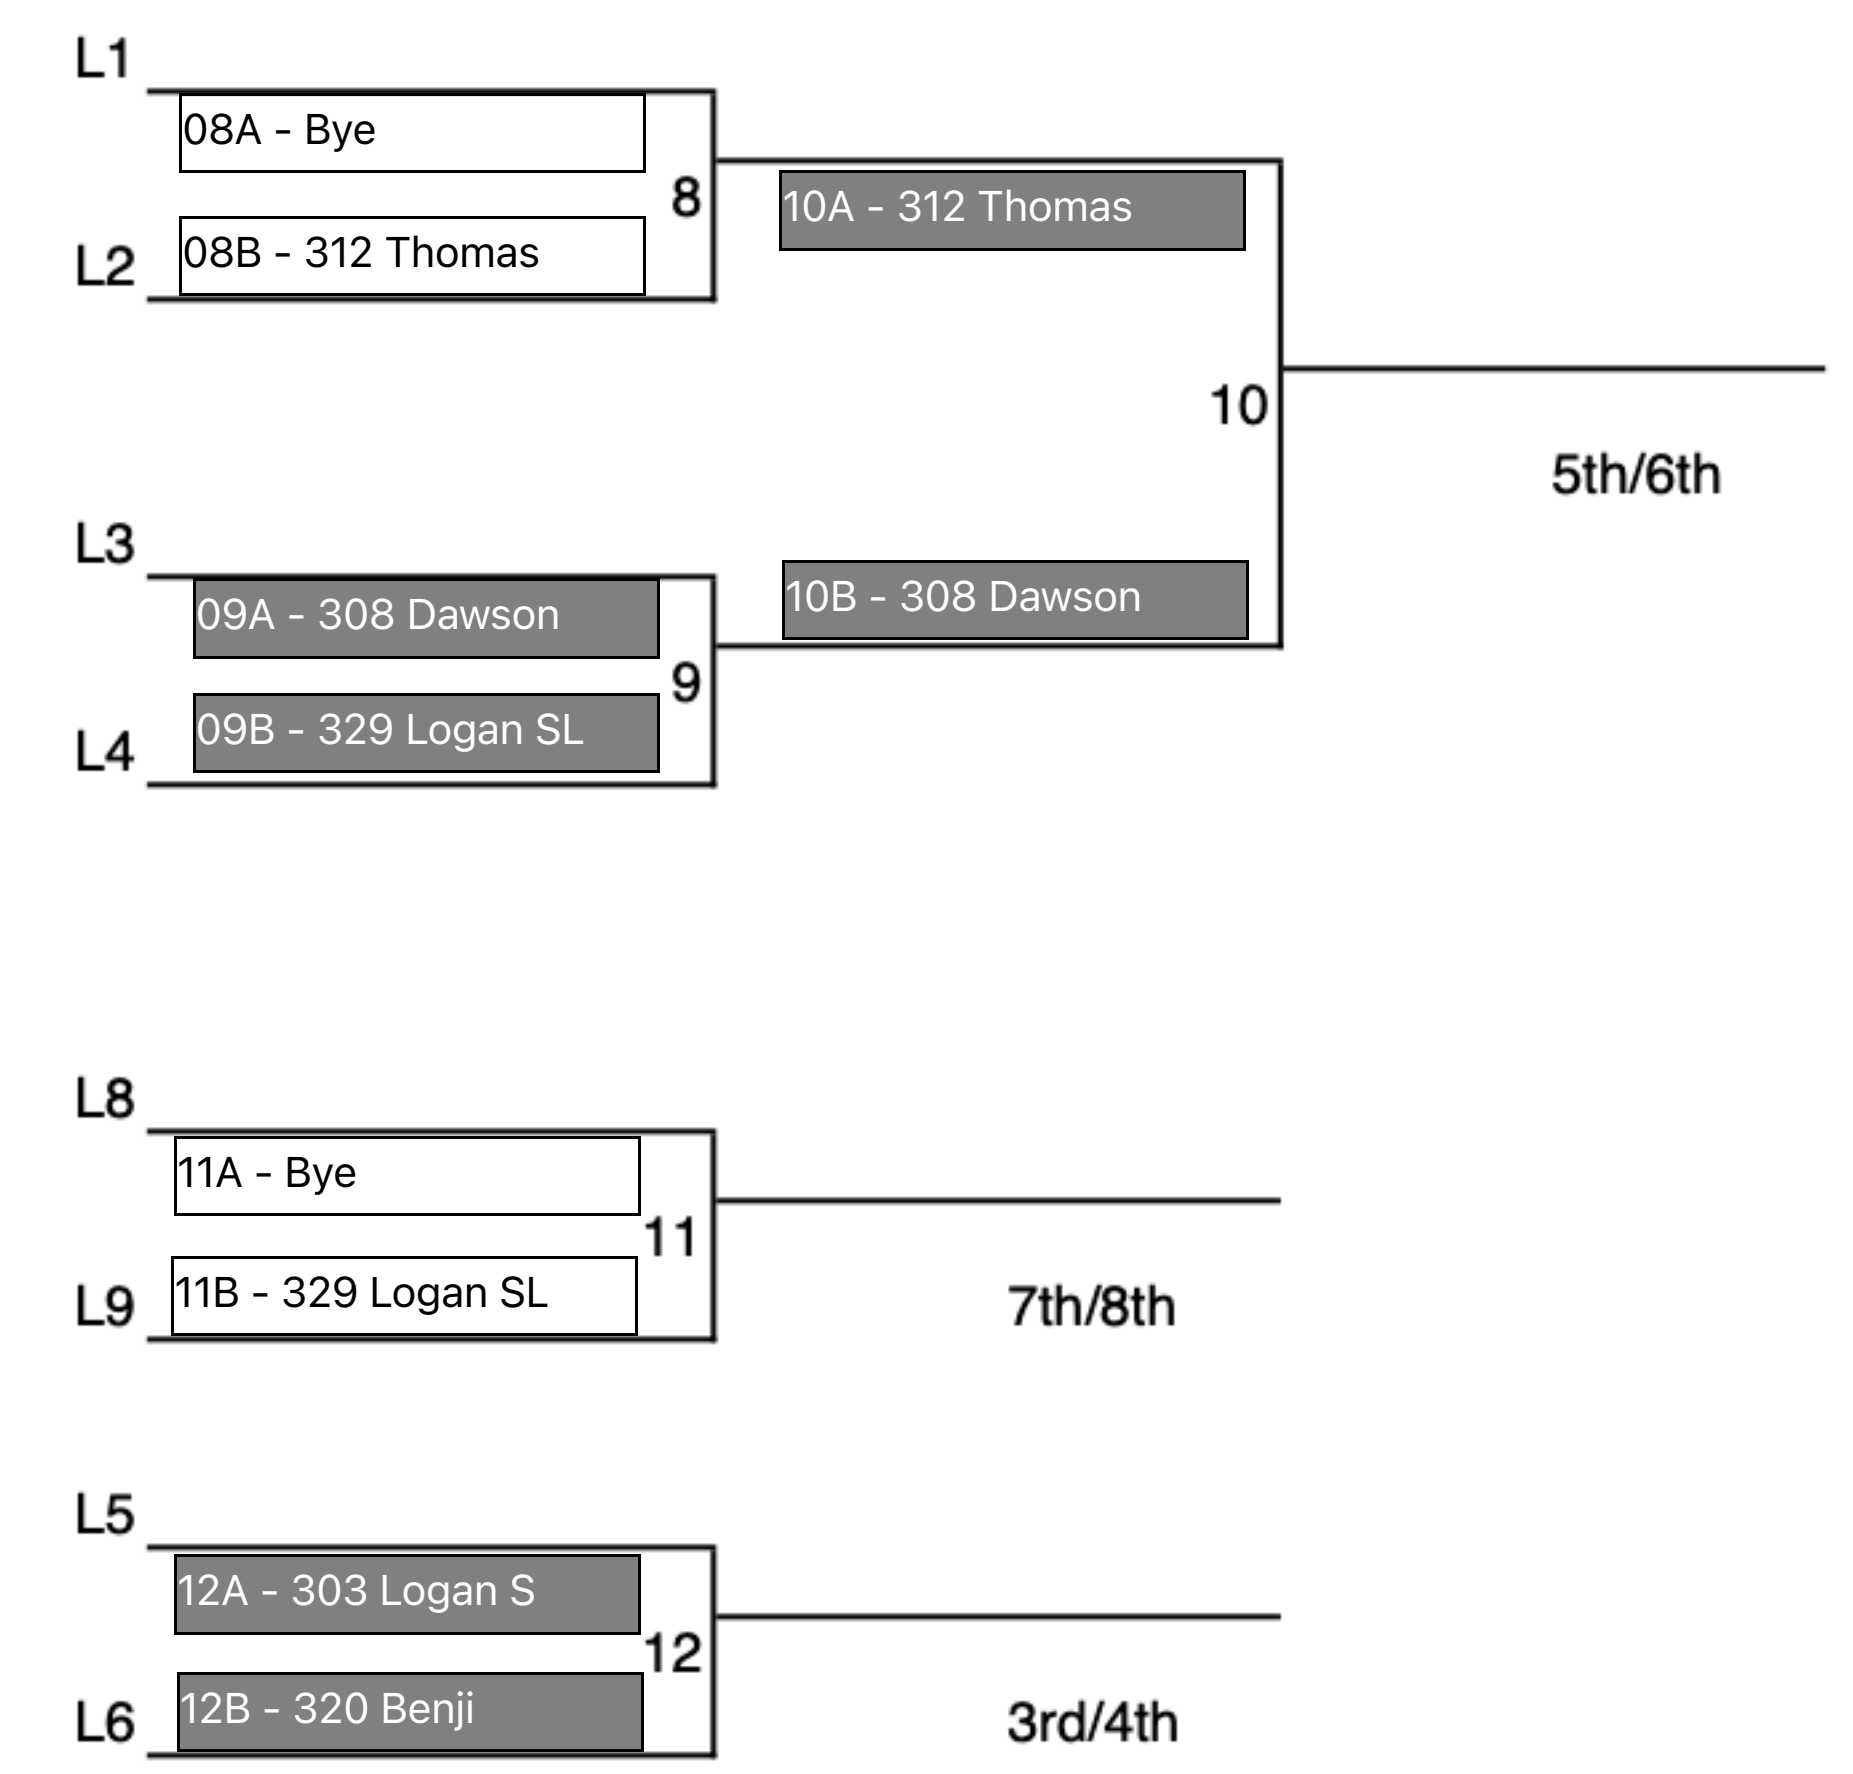 L1
08A - Bye
8
10A - 312 Thomas
08B - 312 Thomas
L2
10
5th/6th
L3
09A - 308 Dawson
10B - 308 Dawson
9
09B - 329 Logan SL
L4
L8
11A - Bye
11
11B - 329 Logan SL
L9
7th/8th
L5
12A - 303 Logan S
12
12B - 320 Benji
L6
3rd/4th